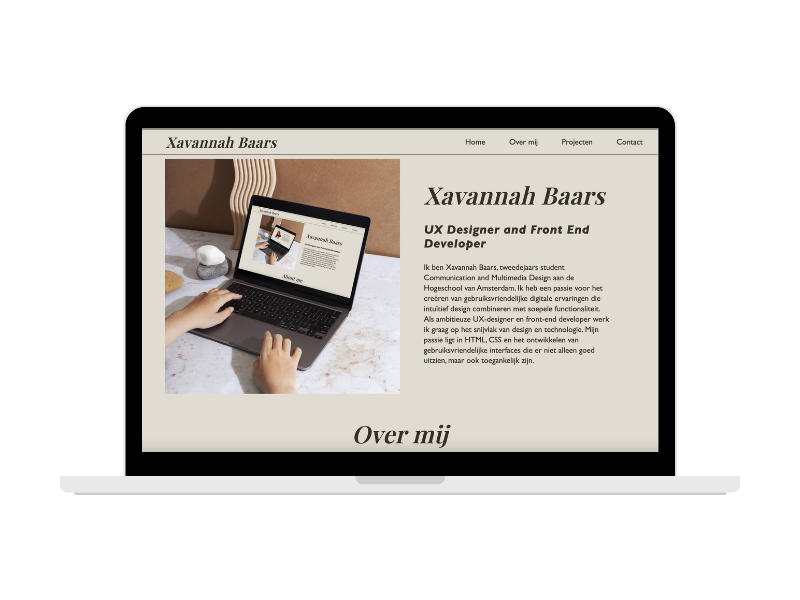 Xavannah Baars
Home Over mij Projecten Contact
Xavannah Baars
UX Designer and Front End
Developer
Ik ben Xavannah Baars, tweedejaars student
Communication and Multimedia Design aan de
Hogeschool van Amsterdam. Ik heb een passie voor het
creëren van gebruiksvriendelijke digitale ervaringen die
intuïtief design combineren met soepele functionaliteit.
Als ambitieuze UX-designer en front-end developer werk
ik graag op het snijvlak van design en technologie. Mijn
passie ligt in HTML, CSS en het ontwikkelen van
gebruiksvriendelijke interfaces die er niet alleen goed
uitzien, maar ook toegankelijk zijn.
Xavannah Baars
About me
Over mij